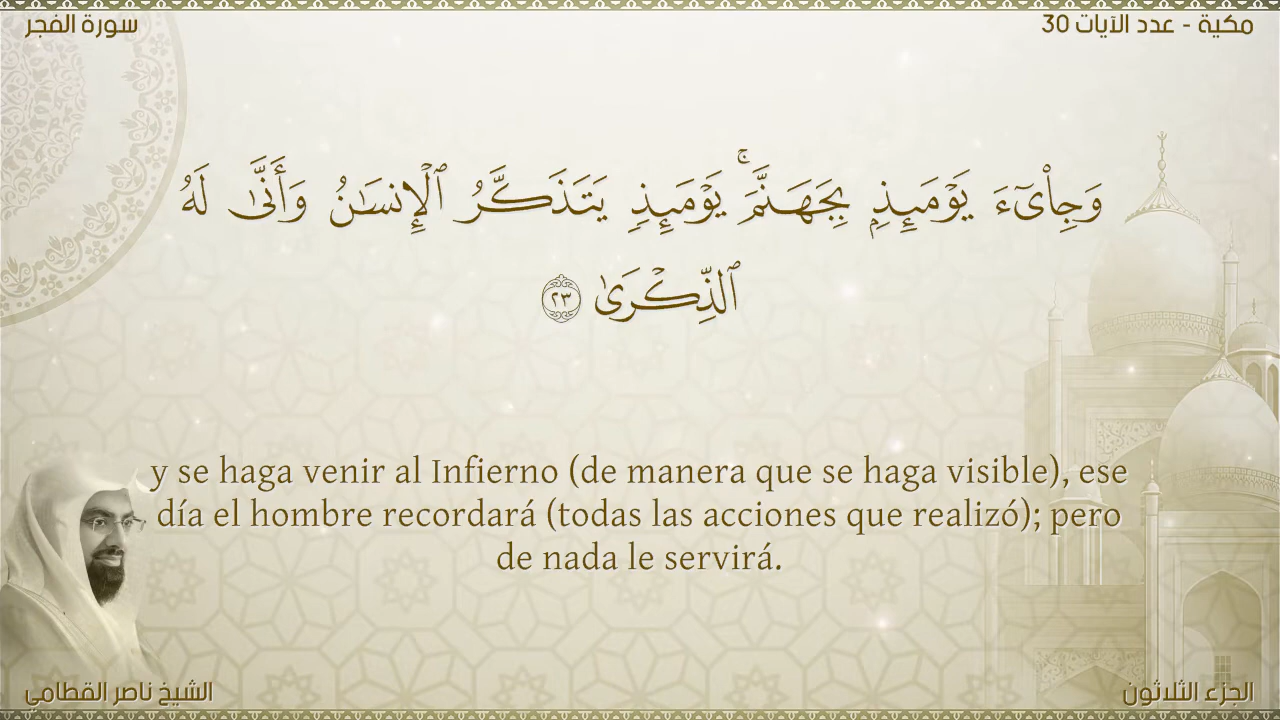 مكية - عدد الآيات 30
سورة الفجر
وَجِا۟ىٓءَ يَوْمَئِذٍۭ بِجَهَنَّمَ ۚ يَوْمَئِذٍ يَتَذَكَّرُ ٱلْإِنسَـٰنُ وَأَنَّىٰ لَهُ
ٱلذِّكْرَىٰ ٢٣
y se haga venir al Infierno (de manera que se haga visible), ese
día el hombre recordará (todas las acciones que realizó); pero
de nada le servirá.
الجزء الثلاثون
الشيخ ناصر القطامي